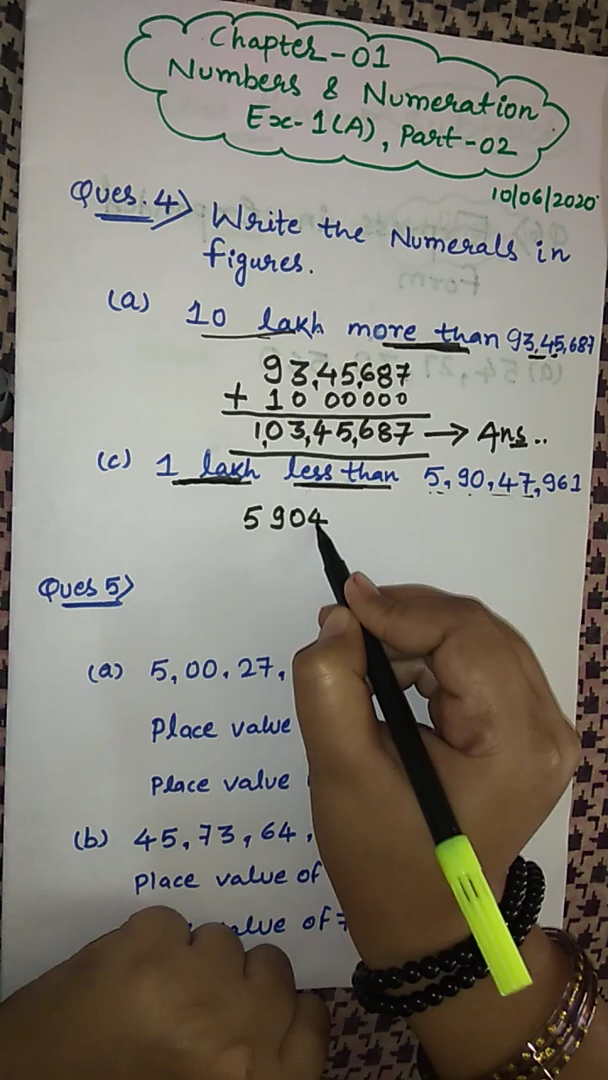 Chapter-01
Numbers & Numeration
Ex-1(A), Part-02
10/06/2020
Ques.4> Write the Numerals in
figures.
(a) 10 lakh more than 93,45,687
93,45,687
+ 10 00000
1,03,45,687 → Ans..
(c) 1 lakh less than 5,90,47,961
5904
Ques 5>
(a) 5,00,27,
Place value
Place value
(b) 45,73,64,
Place value of
value of 7